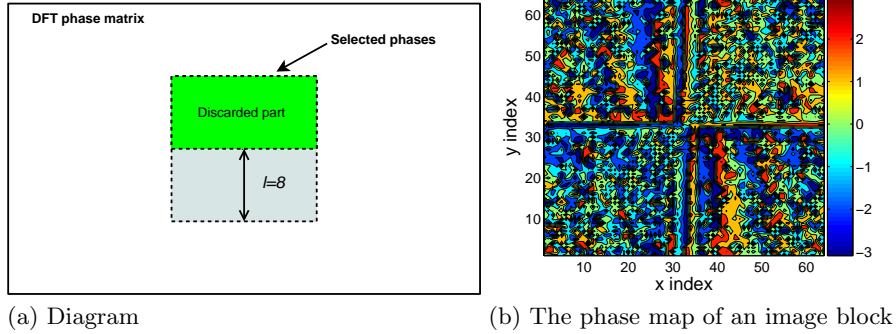 DFT phase matrix
Selected phases
Discarded part
l=8
(a) Diagram
y index
60
50
40
30
20
10
10 20 30 40 50 60
x index
2
1
0
−1
−2
−3
(b) The phase map of an image block